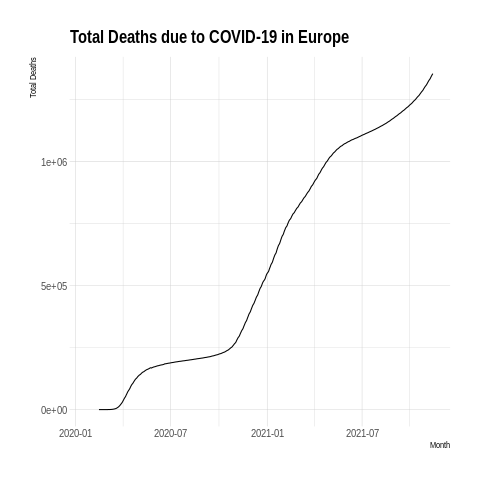 Total Deaths due to COVID-19 in Europe
Total Deaths
1e+06
5e+05
0e+00
2020-01 2020-07 2021-01 2021-07
Month